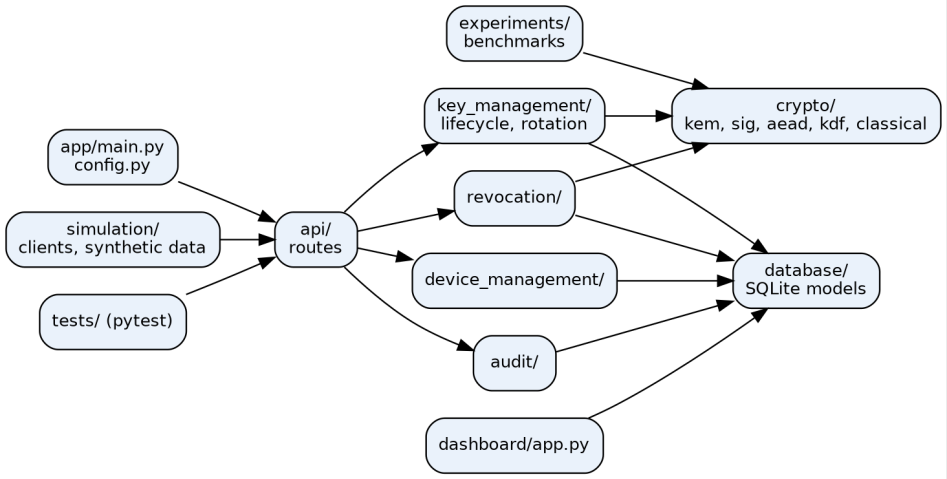 experiments/
benchmarks
key_management/
lifecycle, rotation
crypto/
kem, sig, aead, kdf, classical
app/main.py
config.py
revocation/
simulation/
clients, synthetic data
api/
routes
device_management/
database/
SQLite models
tests/ (pytest)
audit/
dashboard/app.py